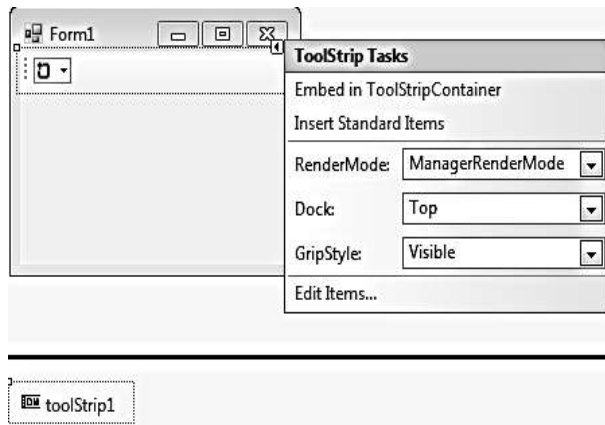 Form1
ToolStrip Tasks
Embed in ToolStripContainer
Insert Standard Items
RenderMode: ManagerRenderMode
Dock: Top
GripStyle: Visible
Edit Items...
toolStrip1